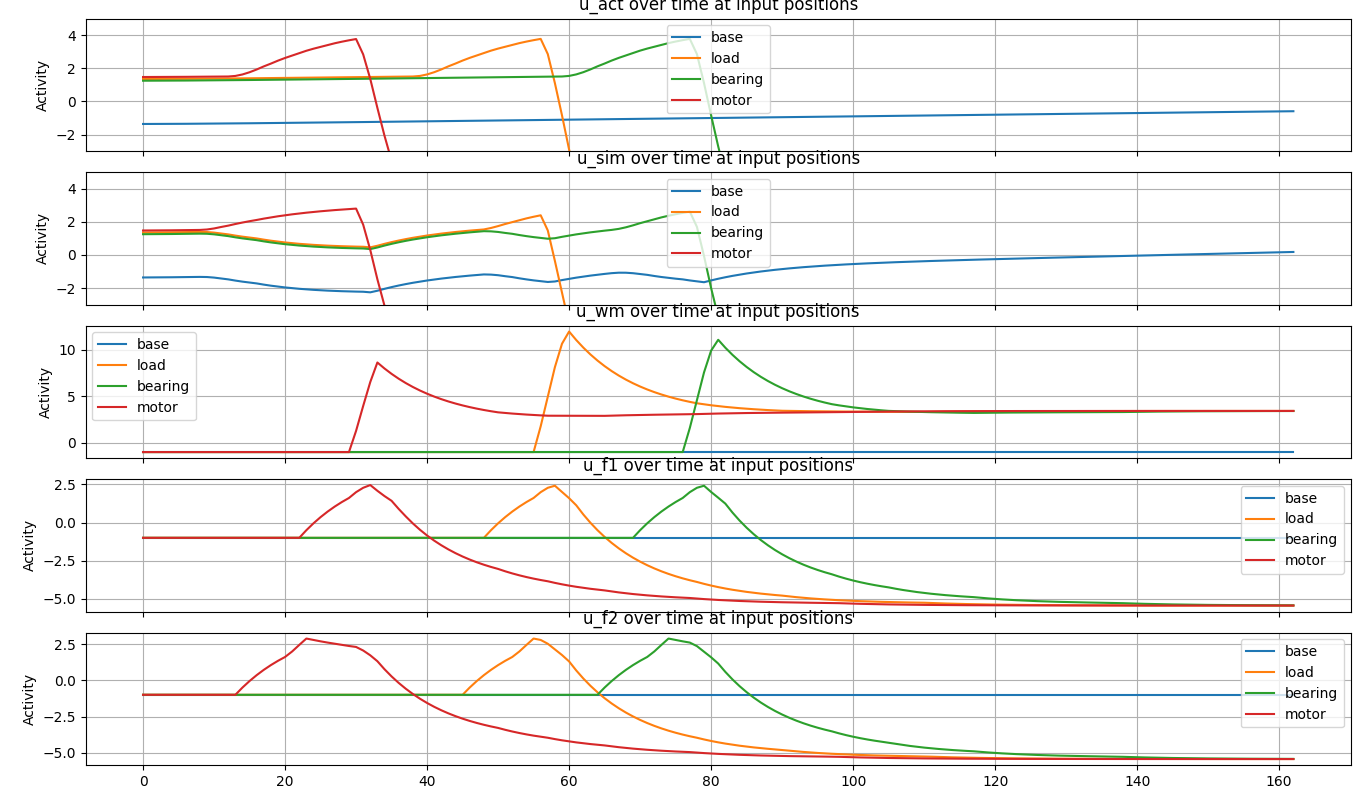 u_act over time at input positions
Activity
4
2
0
−2
base
load
bearing
motor
u_sim over time at input positions
Activity
4
2
0
−2
base
load
bearing
motor
u_wm over time at input positions
Activity
10
5
0
base
load
bearing
motor
u_f1 over time at input positions
Activity
2.5
0.0
−2.5
−5.0
base
load
bearing
motor
u_f2 over time at input positions
Activity
2.5
0.0
−2.5
−5.0
base
load
bearing
motor
0 20 40 60 80 100 120 140 160